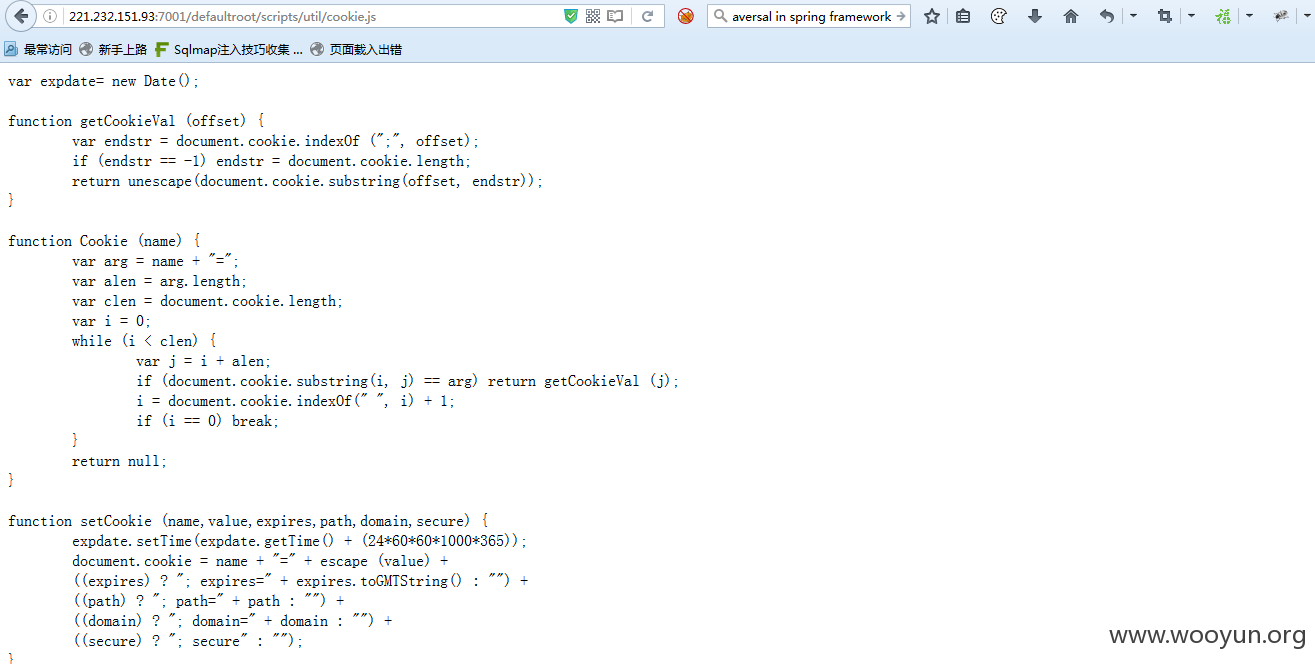 221.232.151.93:7001/defaultroot/scripts/util/cookie.js
aversal in spring framework
最常访问 新手上路 Sqlmap注入技巧收集 ... 页面载入出错
var expdate= new Date();
function getCookieVal (offset) {
var endstr = document.cookie.indexOf (";", offset);
if (endstr == -1) endstr = document.cookie.length;
return unescape(document.cookie.substring(offset, endstr));
}
function Cookie (name) {
var arg = name + "=";
var alen = arg.length;
var clen = document.cookie.length;
var i = 0;
while (i < clen) {
var j = i + alen;
if (document.cookie.substring(i, j) == arg) return getCookieVal (j);
i = document.cookie.indexOf(" ", i) + 1;
if (i == 0) break;
}
return null;
}
function setCookie (name,value,expires,path,domain,secure) {
expdate.setTime(expdate.getTime() + (24*60*60*1000*365));
document.cookie = name + "=" + escape (value) +
((expires) ? "; expires=" + expires.toGMTString() : "") +
((path) ? "; path=" + path : "") +
((domain) ? "; domain=" + domain : "") +
((secure) ? "; secure" : "");
}
www.wooyun.org